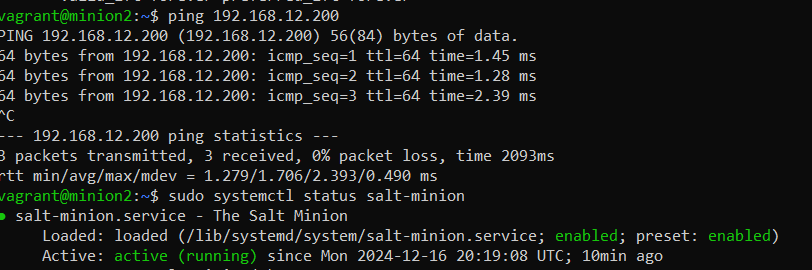 vagrant@minion2:~$ ping 192.168.12.200
PING 192.168.12.200 (192.168.12.200) 56(84) bytes of data.
64 bytes from 192.168.12.200: icmp_seq=1 ttl=64 time=1.45 ms
64 bytes from 192.168.12.200: icmp_seq=2 ttl=64 time=1.28 ms
64 bytes from 192.168.12.200: icmp_seq=3 ttl=64 time=2.39 ms
^C
--- 192.168.12.200 ping statistics ---
3 packets transmitted, 3 received, 0% packet loss, time 2093ms
rtt min/avg/max/mdev = 1.279/1.706/2.393/0.490 ms
vagrant@minion2:~$ sudo systemctl status salt-minion
● salt-minion.service - The Salt Minion
Loaded: loaded (/lib/systemd/system/salt-minion.service; enabled; preset: enabled)
Active: active (running) since Mon 2024-12-16 20:19:08 UTC; 10min ago